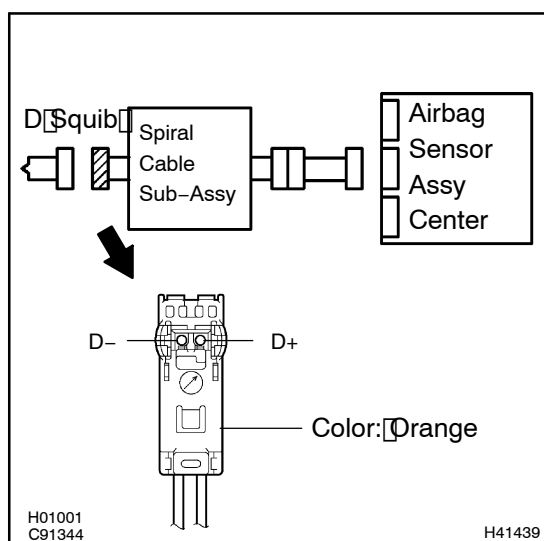 D Squib
Spiral
Cable
Sub−Assy
Airbag
Sensor
Assy
Center
D−
D+
Color: Orange
H01001
C91344
H41439